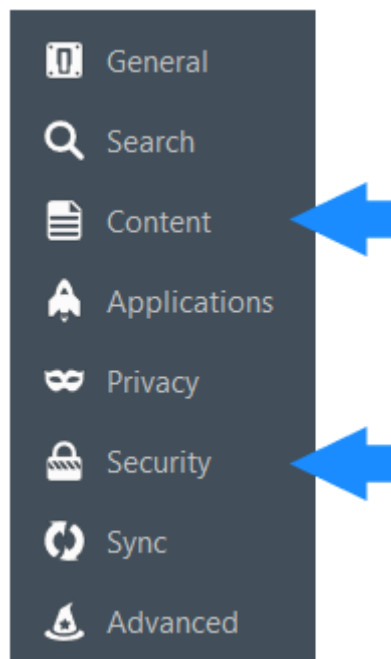 General
Search
Content
Applications
Privacy
Security
Sync
Advanced